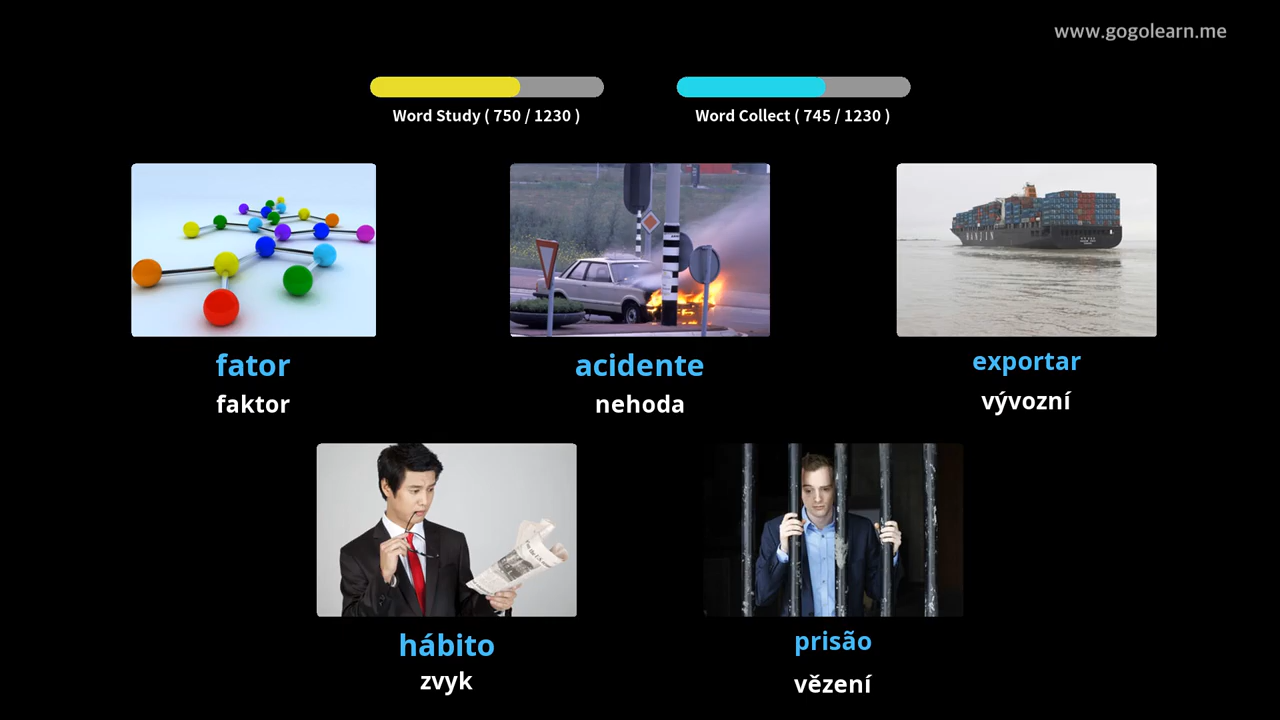 www.gogolearn.me
Word Study ( 750 / 1230 )
Word Collect ( 745 / 1230 )
HANJIN
fator
acidente
exportar
faktor
nehoda
vývozní
hábito
prisão
zvyk
vězení